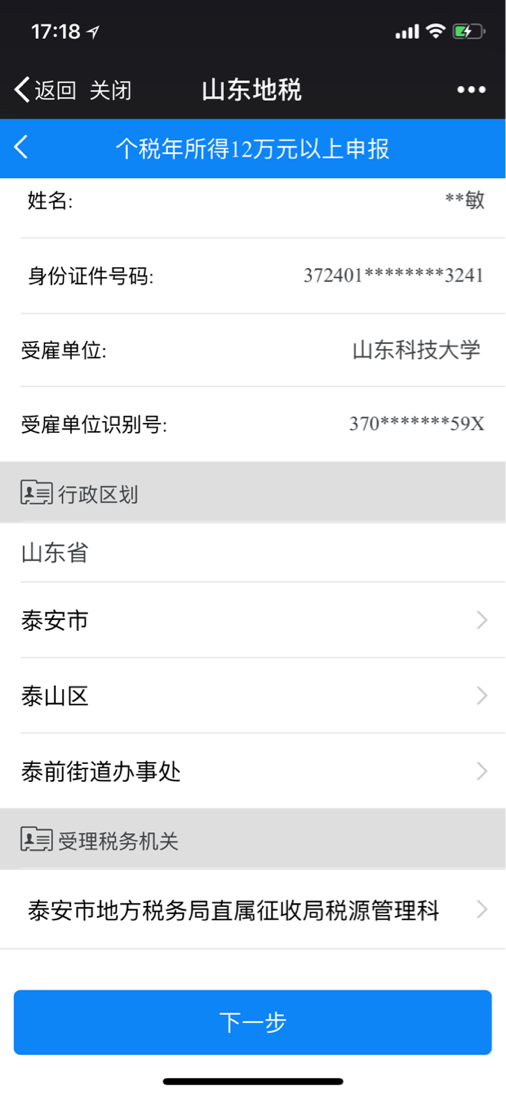 17:18
返回 关闭 山东地税
个税年所得12万元以上申报
姓名: **敏
身份证件号码: 372401********3241
受雇单位: 山东科技大学
受雇单位识别号: 370*******59X
行政区划
山东省
泰安市
泰山区
泰前街道办事处
受理税务机关
泰安市地方税务局直属征收局税源管理科
下一步